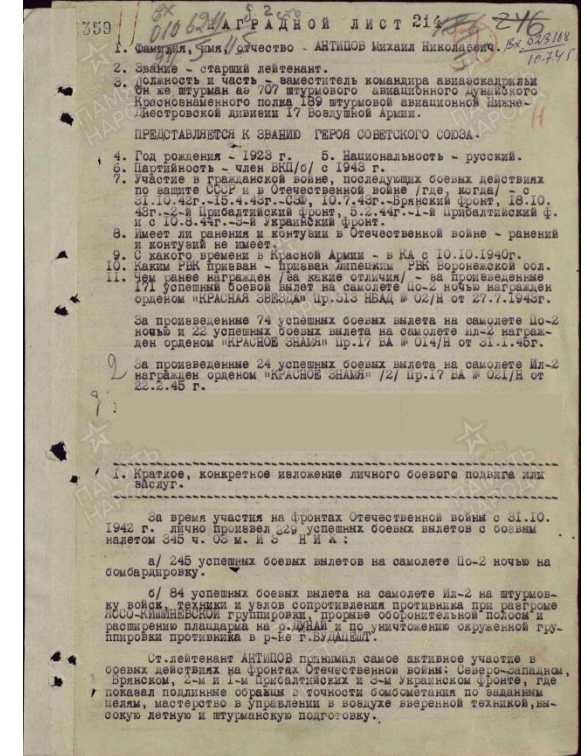 359
НАГРАДНОЙ ЛИСТ 214 246
1. Фамилия, имя, отчество - АНТИПОВ Михаил Николаевич.
2. Звание - старший лейтенант.
3. Должность и часть - заместитель командира авиаэскадрильи
он же штурман аэ 707 штурмового авиационного Дунайского
Краснознаменного полка 189 штурмовой авиационной Нижне-
Днестровской дивизии 17 Воздушной Армии.
ПРЕДСТАВЛЯЕТСЯ К ЗВАНИЮ ГЕРОЯ СОВЕТСКОГО СОЮЗА.
4. Год рождения - 1923 г. 5. Национальность - русский.
6. Партийность - член ВКП/б/ с 1943 г.
7. Участие в гражданской войне, последующих боевых действиях
по защите СССР и в Отечественной войне /где, когда/ - с
31.10.42г.-15.4.43г.-СЗФ, 10.7.43г.-Брянский фронт, 18.10.
43г.-2-й Прибалтийский фронт, 5.2.44г.-1-й Прибалтийский ф.
и с 10.8.44г.-3-й Украинский фронт.
8. Имеет ли ранения и контузии в Отечественной войне - ранений
и контузий не имеет.
9. С какого времени в Красной Армии - в КА с 10.10.1940г.
10. Каким РВК призван - призван Липецким РВК Воронежской обл.
11. Чем ранее награжден /за какие отличия/ - за произведенные
171 успешный боевой вылет на самолете По-2 ночью награжден
орденом "КРАСНАЯ ЗВЕЗДА" Пр.313 НБАД № 02/Н от 27.7.1943г.
За произведенные 74 успешных боевых вылета на самолете По-2
ночью и 22 успешных боевых вылета на самолете Ил-2 награж-
ден орденом "КРАСНОЕ ЗНАМЯ" Пр.17 ВА № 014/Н от 31.1.45г.
За произведенные 24 успешных боевых вылета на самолете Ил-2
награжден орденом "КРАСНОЕ ЗНАМЯ" /2/ Пр.17 ВА № 021/Н от
22.2.45 г.
1. Краткое, конкретное изложение личного боевого подвига или
заслуг.
За время участия на фронтах Отечественной войны с 31.10.
1942 г. лично произвел 329 успешных боевых вылетов с боевым
налетом 345 ч. 03 м. ИЗ НИХ:
а/ 245 успешных боевых вылетов на самолете По-2 ночью на
бомбардировку.
б/ 84 успешных боевых вылета на самолете Ил-2 на штурмов-
ку войск, техники и узлов сопротивления противника при разгроме
ЯССО-КИШИНЕВСКОЙ группировки, прорыве оборонительной полосы и
расширению плацдарма на р.ДУНАЙ и по уничтожению окруженной гру-
ппировки противника в р-не г.БУДАПЕШТ.
Ст.лейтенант АНТИПОВ принимал самое активное участие в
боевых действиях на фронтах Отечественной войны: Северо-Западном,
Брянском, 2-м и 1-м Прибалтийских и 3-м Украинском фронте, где
показал подлинные образцы в точности бомбометания по заданным
целям, мастерство в управлении в воздухе вверенной техникой,вы-
сокую летную и штурманскую подготовку.